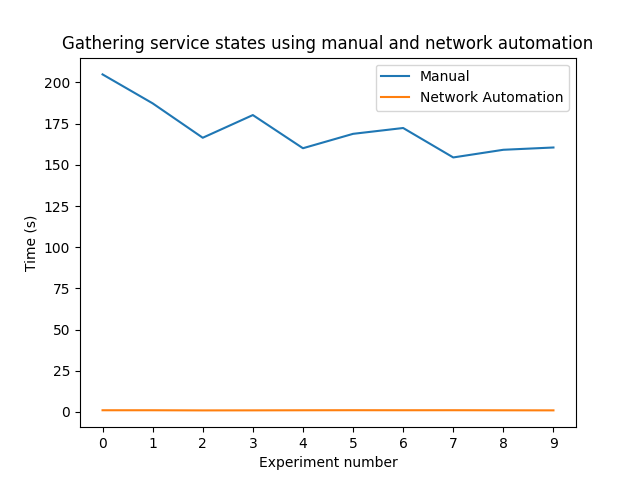 Gathering service states using manual and network automation
Manual
Network Automation
200
175
150
125
100
75
50
25
0
Time (s)
0 1 2 3 4 5 6 7 8 9
Experiment number